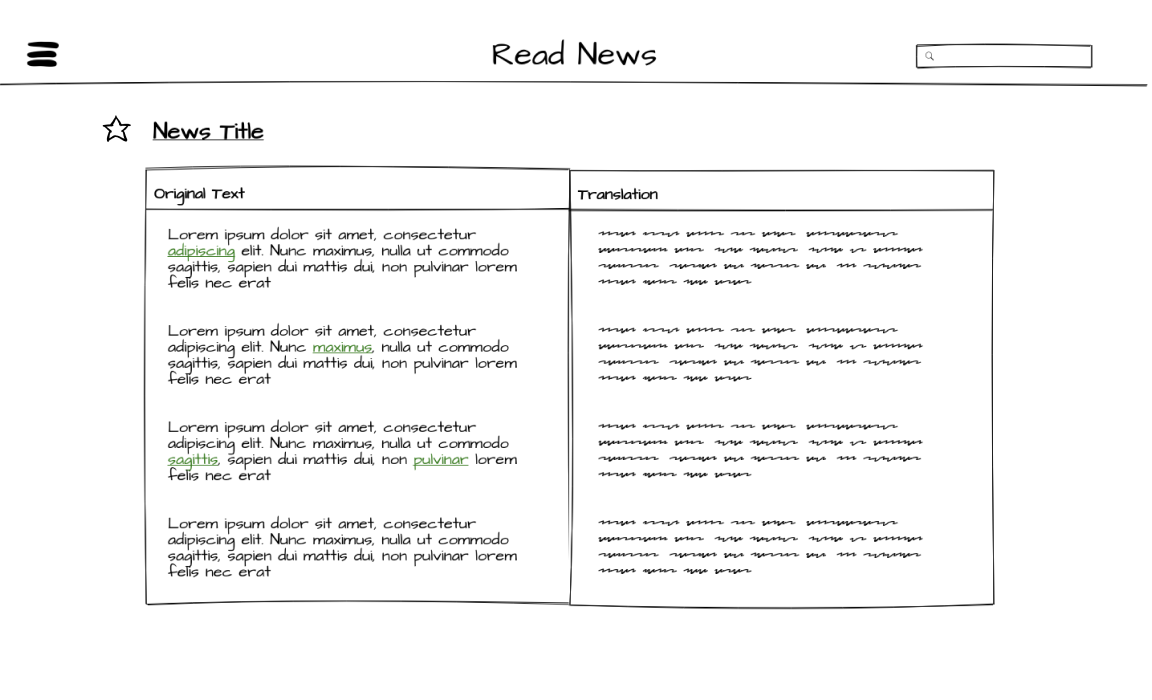 Read News
News Title
Original Text
Translation
Lorem ipsum dolor sit amet, consectetur
adipiscing elit. Nunc maximus, nulla ut commodo
sagittis, sapien dui mattis dui, non pulvinar lorem
felis nec erat
Lorem ipsum dolor sit amet, consectetur
adipiscing elit. Nunc maximus, nulla ut commodo
sagittis, sapien dui mattis dui, non pulvinar lorem
felis nec erat
Lorem ipsum dolor sit amet, consectetur
adipiscing elit. Nunc maximus, nulla ut commodo
sagittis, sapien dui mattis dui, non pulvinar lorem
felis nec erat
Lorem ipsum dolor sit amet, consectetur
adipiscing elit. Nunc maximus, nulla ut commodo
sagittis, sapien dui mattis dui, non pulvinar lorem
felis nec erat